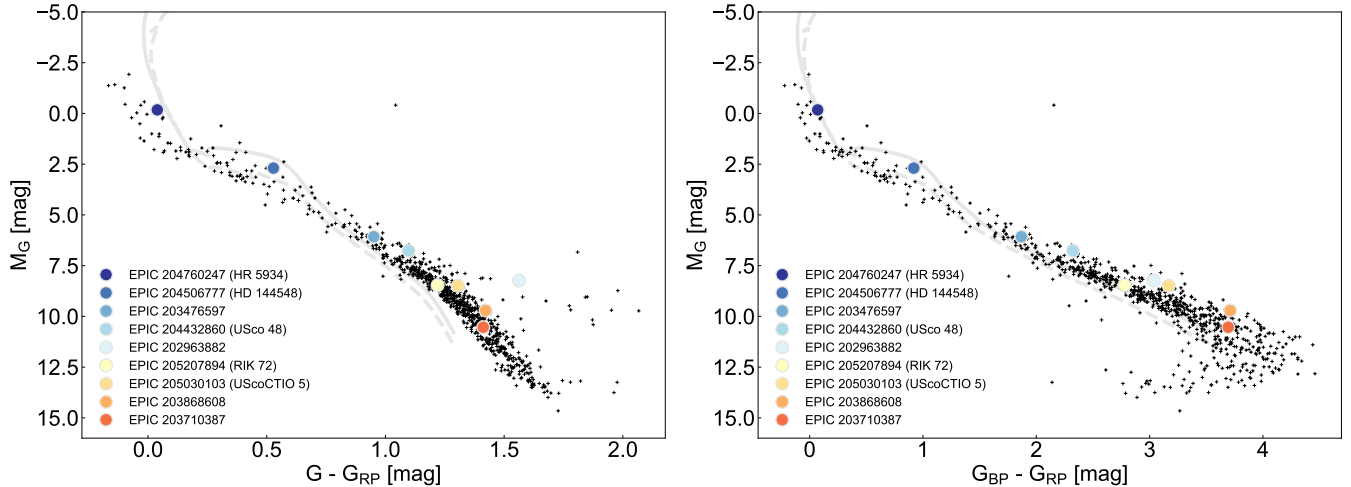 −5.0
−2.5
0.0
2.5
5.0
7.5
10.0
12.5
15.0
M_G [mag]
EPIC 204760247 (HR 5934)
EPIC 204506777 (HD 144548)
EPIC 203476597
EPIC 204432860 (USco 48)
EPIC 202963882
EPIC 205207894 (RIK 72)
EPIC 205030103 (UScoCTIO 5)
EPIC 203868608
EPIC 203710387
0.0 0.5 1.0 1.5 2.0
G - G_RP [mag]
−5.0
−2.5
0.0
2.5
5.0
7.5
10.0
12.5
15.0
M_G [mag]
EPIC 204760247 (HR 5934)
EPIC 204506777 (HD 144548)
EPIC 203476597
EPIC 204432860 (USco 48)
EPIC 202963882
EPIC 205207894 (RIK 72)
EPIC 205030103 (UScoCTIO 5)
EPIC 203868608
EPIC 203710387
0 1 2 3 4
G_BP - G_RP [mag]